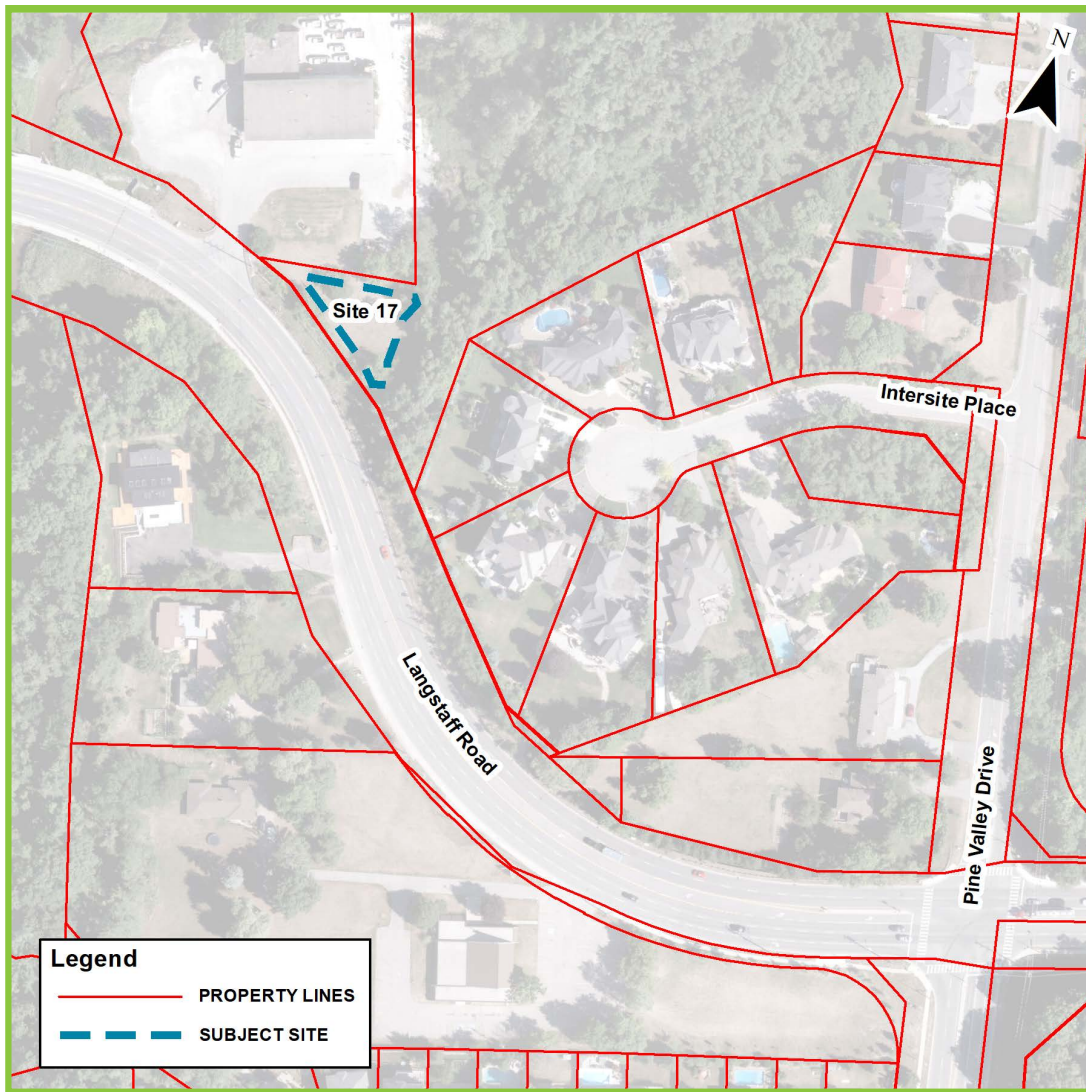 N
Site 17
Intersite Place
Langstaff Road
Pine Valley Drive
Legend
PROPERTY LINES
SUBJECT SITE